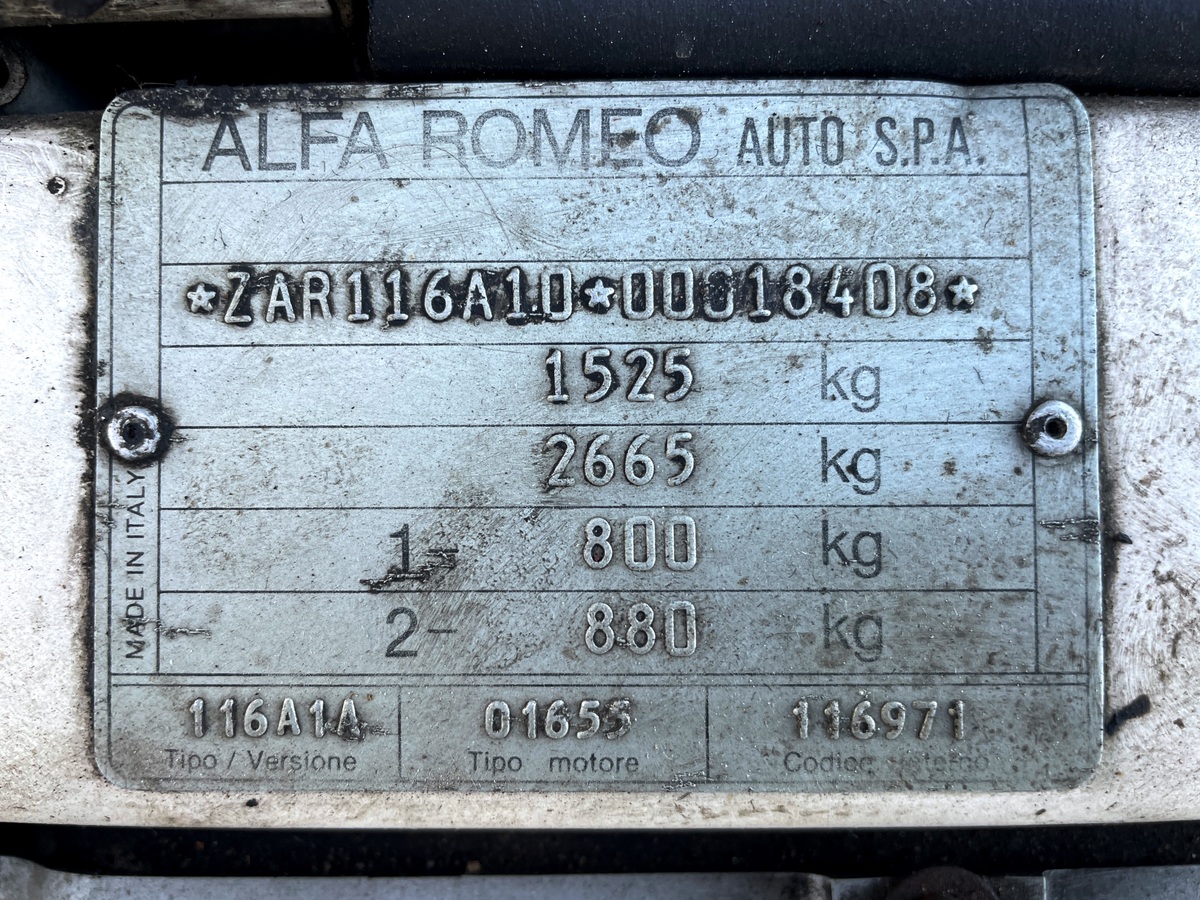 ALFA ROMEO AUTO S.P.A.
*ZAR116A10*00018408*
1525 kg
2665 kg
1- 800 kg
2- 880 kg
MADE IN ITALY
116A1A 01655 116971
Tipo / Versione Tipo motore Codice